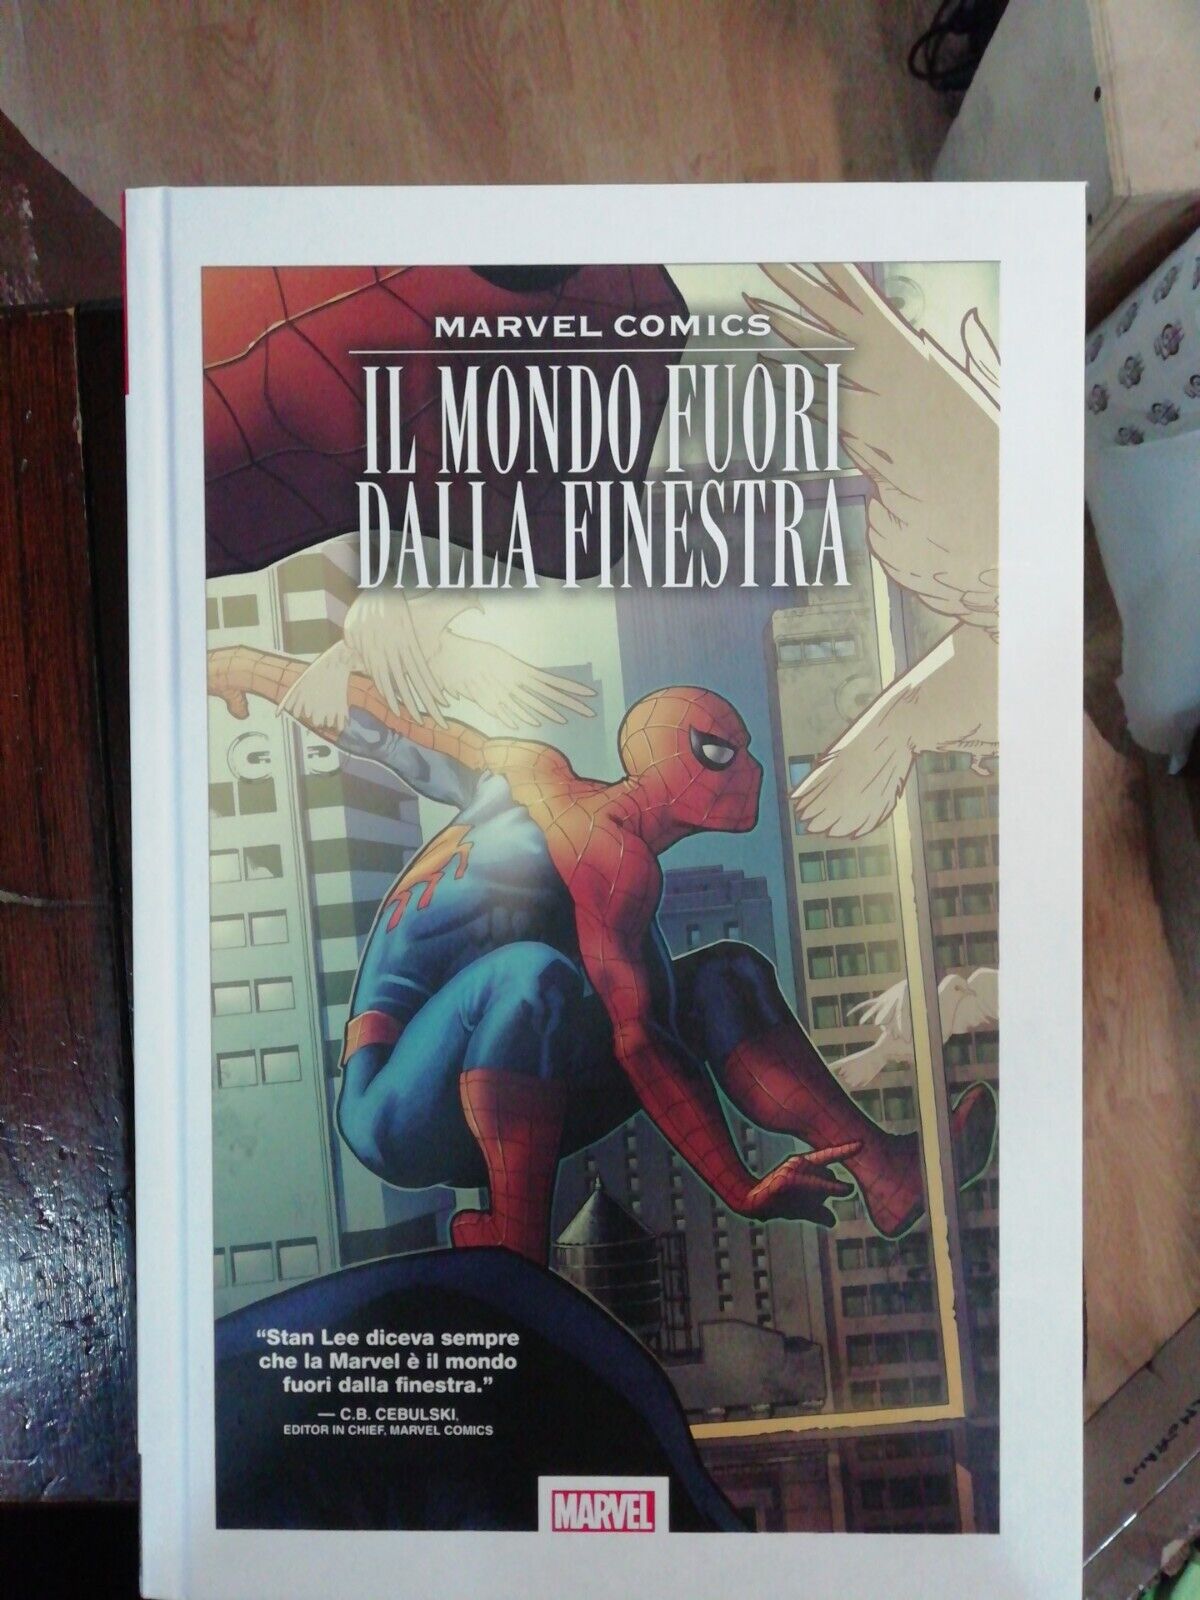 MARVEL COMICS
IL MONDO FUORI
DALLA FINESTRA
“Stan Lee diceva sempre
che la Marvel è il mondo
fuori dalla finestra.”
— C.B. CEBULSKI,
EDITOR IN CHIEF, MARVEL COMICS
MARVEL